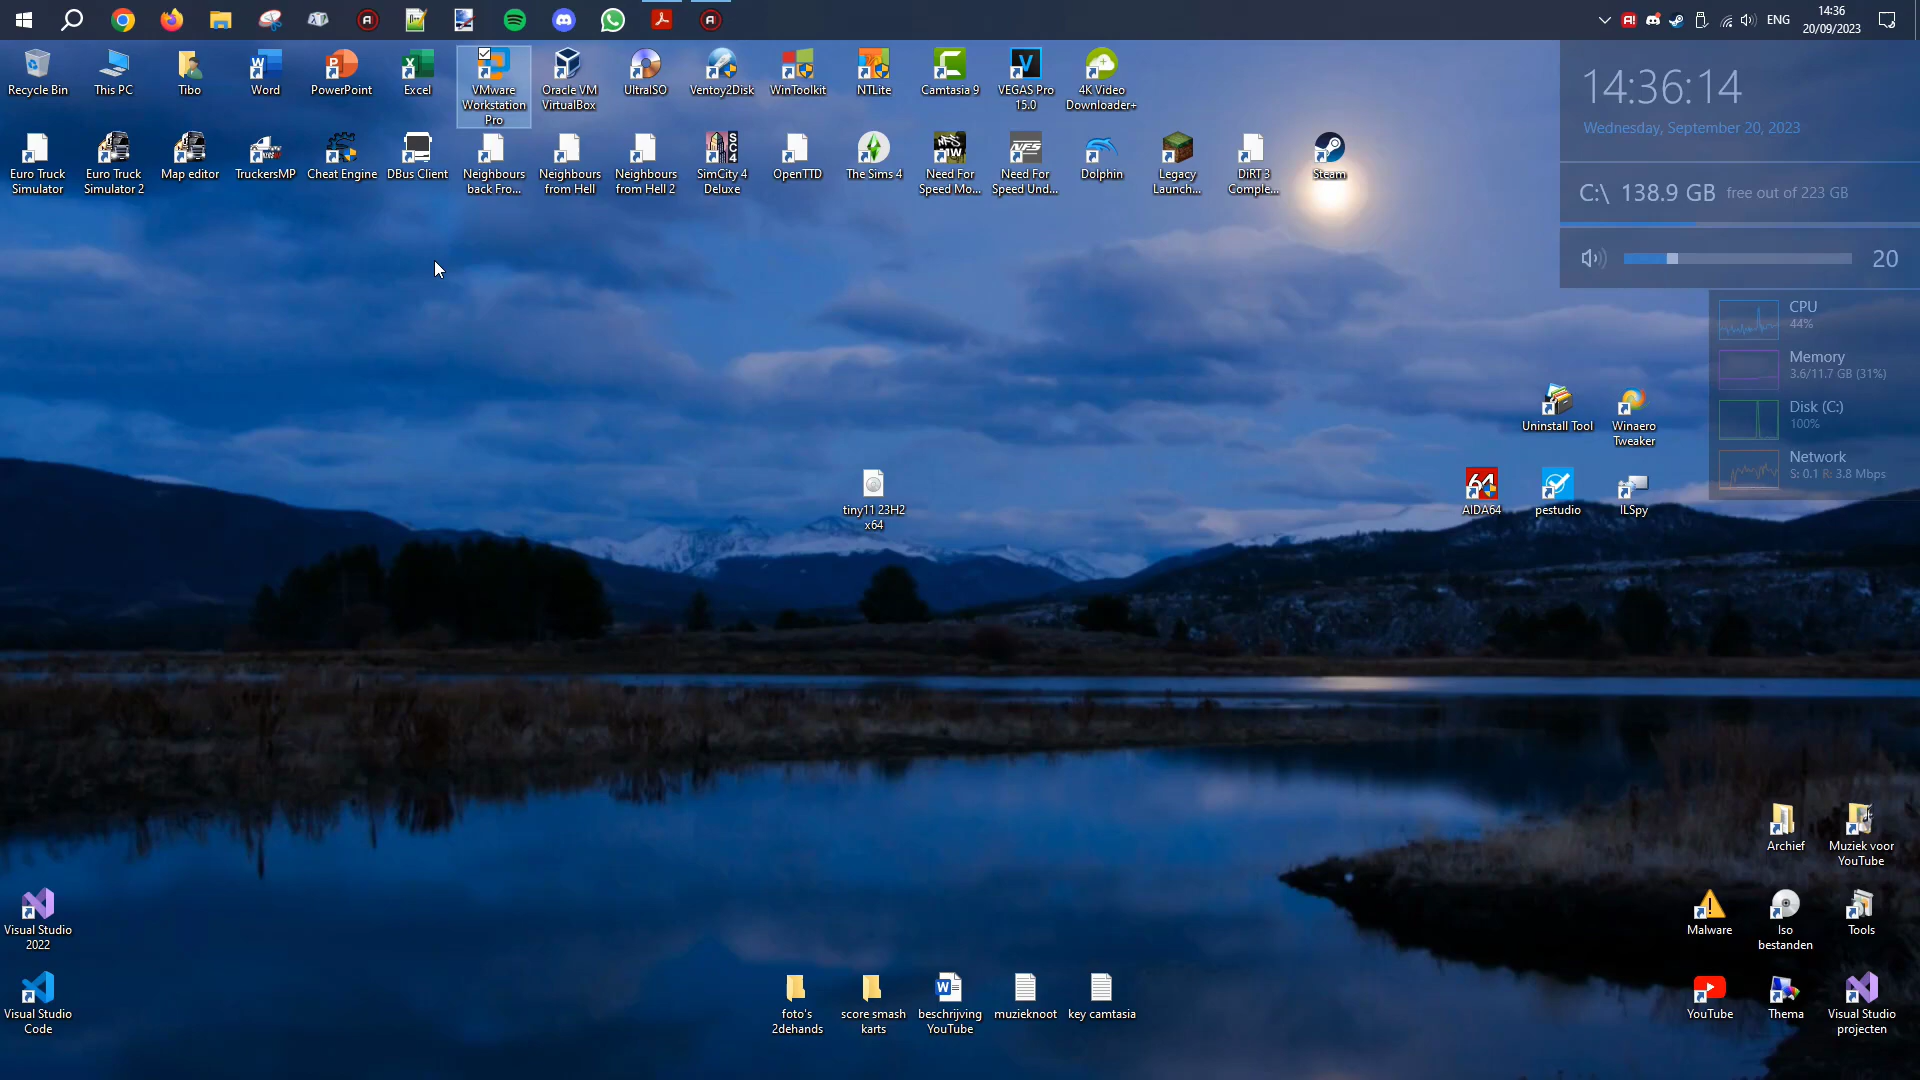 ENG
14:36
20/09/2023
Recycle Bin
This PC
Tibo
Word
PowerPoint
Excel
VMware
Workstation
Pro
Oracle VM
VirtualBox
UltraISO
Ventoy2Disk
WinToolkit
NTLite
Camtasia 9
VEGAS Pro
15.0
4K Video
Downloader+
14:36:14
Wednesday, September 20, 2023
Euro Truck
Simulator
Euro Truck
Simulator 2
Map editor
TruckersMP
Cheat Engine
DBus Client
Neighbours
back Fro...
Neighbours
from Hell
Neighbours
from Hell 2
SimCity 4
Deluxe
OpenTTD
The Sims 4
Need For
Speed Mo...
Need For
Speed Und...
Dolphin
Legacy
Launch...
DiRT 3
Comple...
Steam
C:\ 138.9 GB free out of 223 GB
20
CPU
44%
Memory
3.6/11.7 GB (31%)
Disk (C:)
100%
Network
S: 0.1 R: 3.8 Mbps
Uninstall Tool
Winaero
Tweaker
tiny11 23H2
x64
AIDA64
pestudio
ILSpy
Archief
Muziek voor
YouTube
Visual Studio
2022
Malware
Iso
bestanden
Tools
Visual Studio
Code
foto's
2dehands
score smash
karts
beschrijving
YouTube
muzieknoot
key camtasia
YouTube
Thema
Visual Studio
projecten